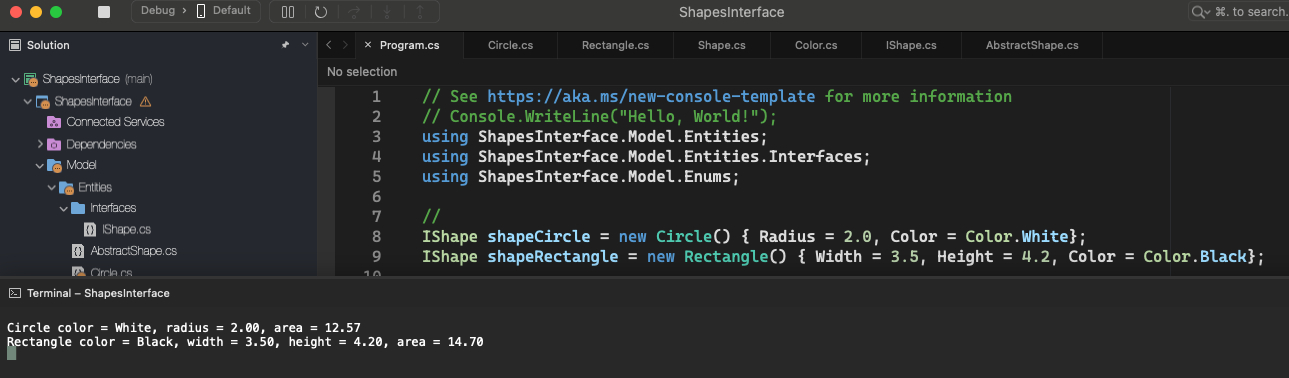 Debug > Default
ShapesInterface
⌘. to search.
Solution
Program.cs Circle.cs Rectangle.cs Shape.cs Color.cs IShape.cs AbstractShape.cs
No selection
ShapesInterface (main)
ShapesInterface
Connected Services
Dependencies
Model
Entities
Interfaces
IShape.cs
AbstractShape.cs
Circle.cs
1 // See https://aka.ms/new-console-template for more information
2 // Console.WriteLine("Hello, World!");
3 using ShapesInterface.Model.Entities;
4 using ShapesInterface.Model.Entities.Interfaces;
5 using ShapesInterface.Model.Enums;
6
7 //
8 IShape shapeCircle = new Circle() { Radius = 2.0, Color = Color.White};
9 IShape shapeRectangle = new Rectangle() { Width = 3.5, Height = 4.2, Color = Color.Black};
10
Terminal – ShapesInterface
Circle color = White, radius = 2.00, area = 12.57
Rectangle color = Black, width = 3.50, height = 4.20, area = 14.70